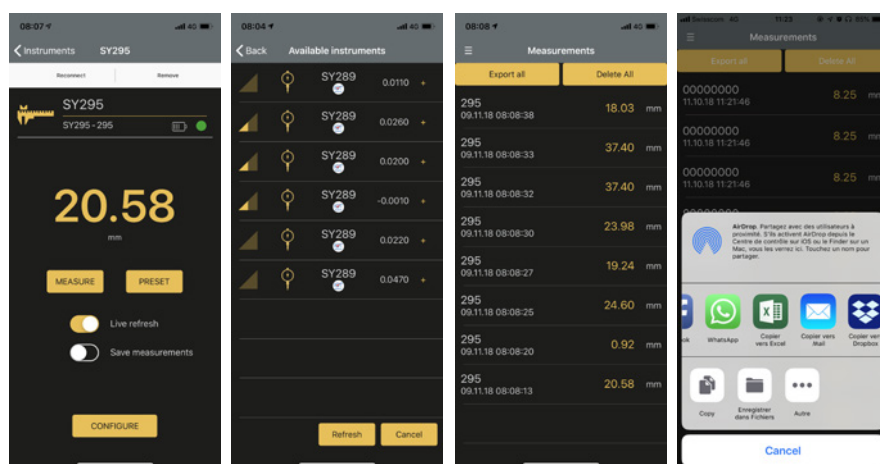 08:07
4G
Instruments
SY295
Reconnect
Remove
SY295
SY295 - 295
20.58
mm
MEASURE
PRESET
Live refresh
Save measurements
CONFIGURE
08:04
4G
Back
Available instruments
SY289
0.0110 +
SY289
0.0260 +
SY289
0.0200 +
SY289
-0.0010 +
SY289
0.0220 +
SY289
0.0470 +
Refresh
Cancel
08:08
4G
Measurements
Export all
Delete All
295
09.11.18 08:08:38
18.03 mm
295
09.11.18 08:08:33
37.40 mm
295
09.11.18 08:08:32
37.40 mm
295
09.11.18 08:08:30
23.98 mm
295
09.11.18 08:08:27
19.24 mm
295
09.11.18 08:08:25
24.60 mm
295
09.11.18 08:08:20
0.92 mm
295
09.11.18 08:08:13
20.58 mm
Swisscom 4G
11:23
85%
Measurements
Export all
Delete All
00000000
11.10.18 11:21:46
8.25 mm
00000000
11.10.18 11:21:46
8.25 mm
00000000
11.10.18 11:21:46
8.25 mm
AirDrop. Partagez avec des utilisateurs à
proximité. S'ils activent AirDrop depuis le
Centre de contrôle sur iOS ou le Finder sur un
Mac, vous les verrez ici. Touchez un nom pour
partager.
WhatsApp
Copier
vers Excel
Copier vers
Mail
Copier vers
Dropbox
Copy
Enregistrer
dans Fichiers
Autre
Cancel